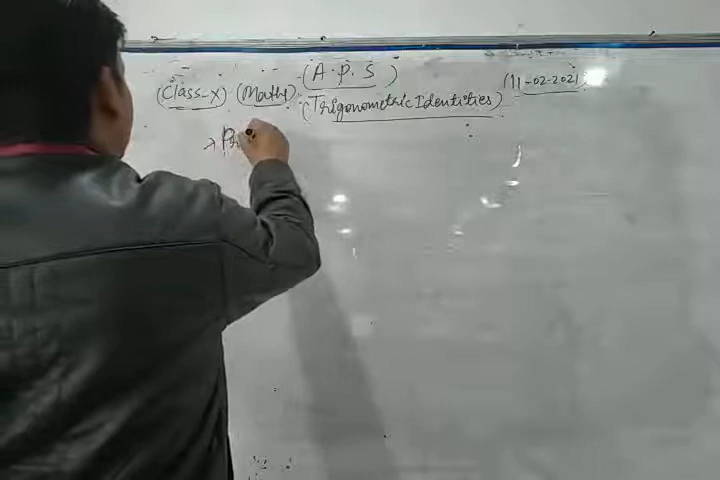 (A.P.S)
(Class-X) (Maths) (11-02-2021
(Trigonometric Identities)